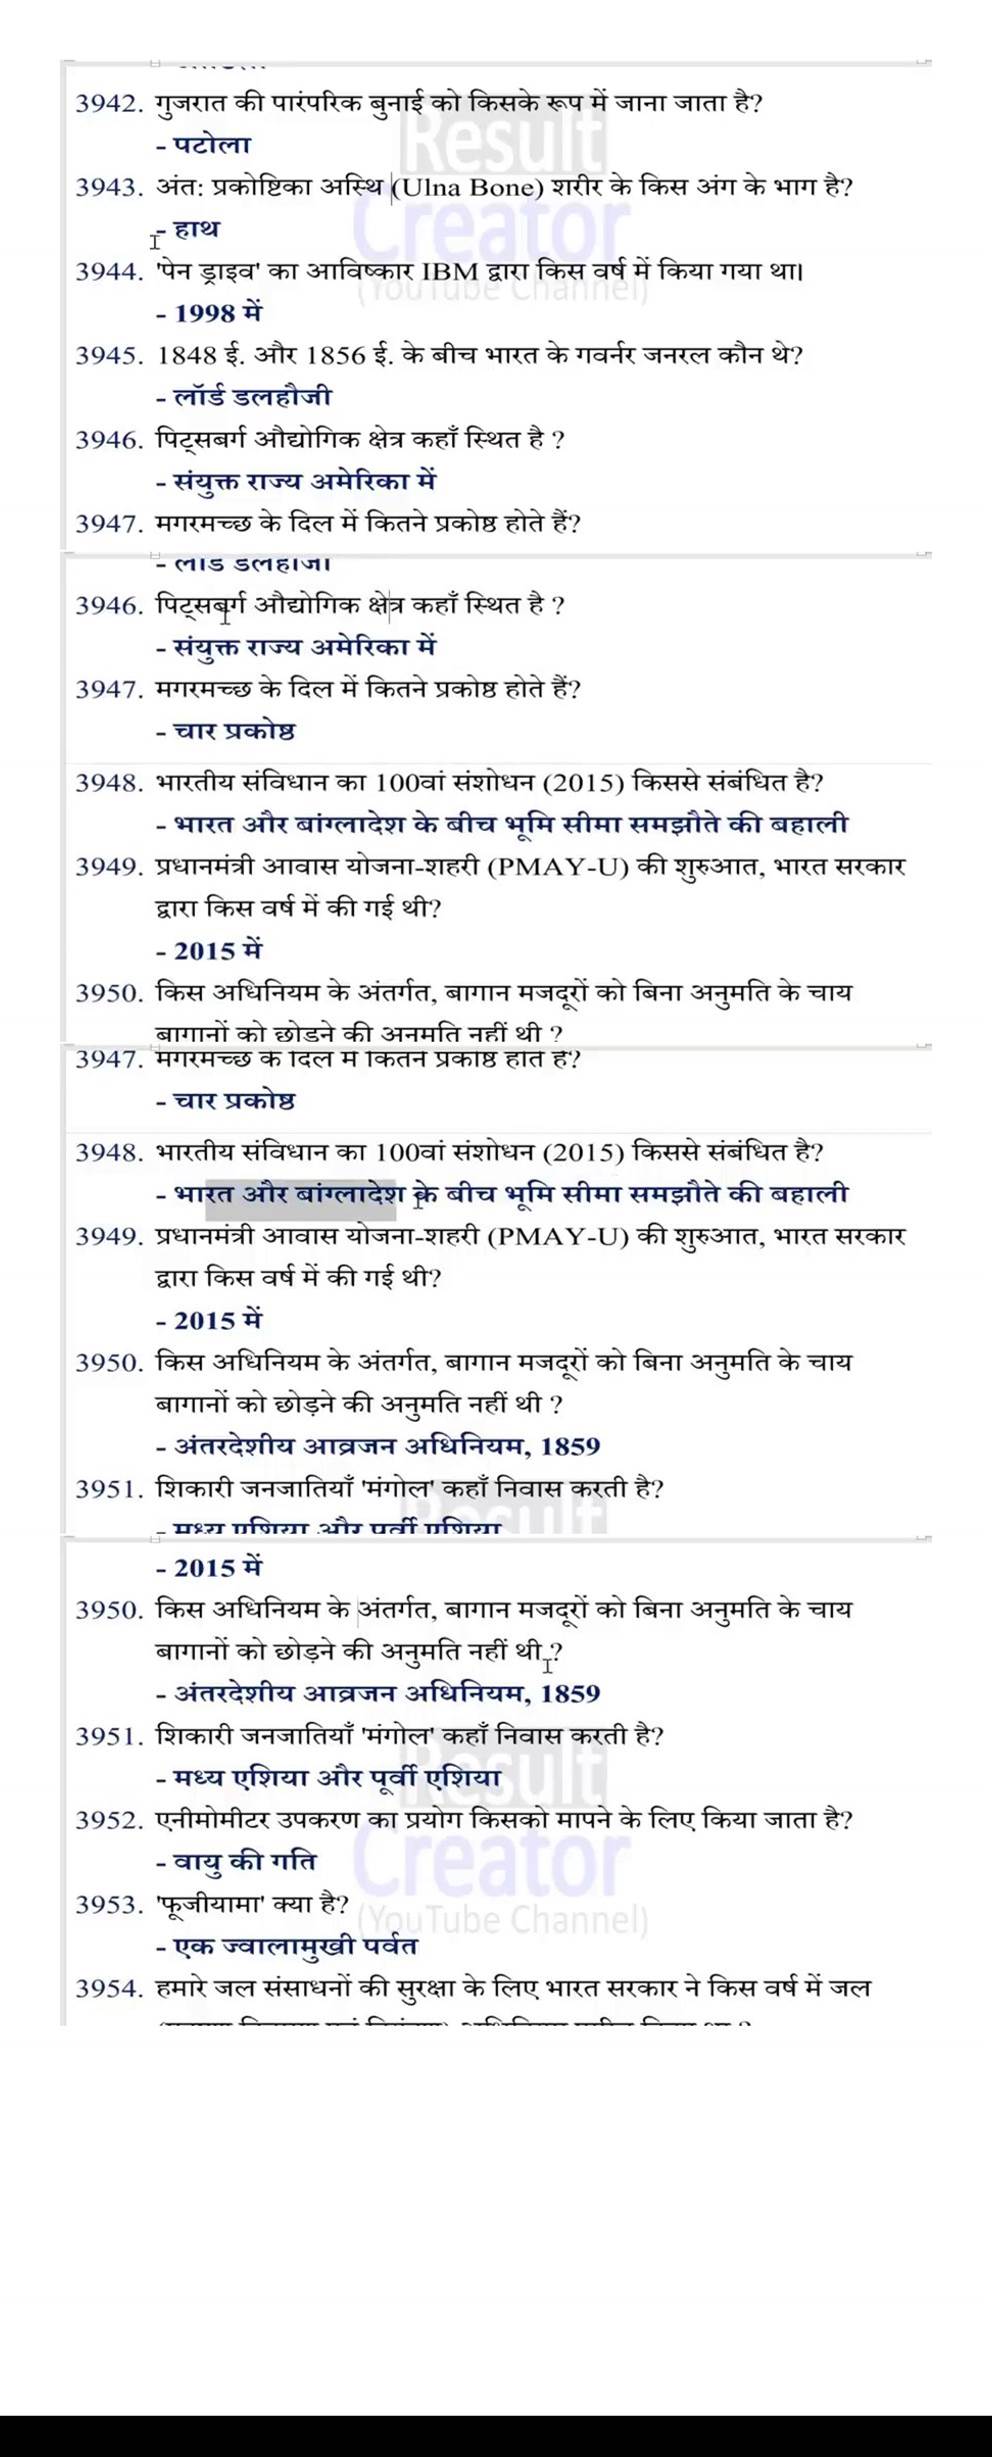 3942. गुजरात की पारंपरिक बुनाई को किसके रूप में जाना जाता है?
- पटोला
3943. अंत: प्रकोष्टिका अस्थि (Ulna Bone) शरीर के किस अंग के भाग है?
- हाथ
3944. 'पेन ड्राइव' का आविष्कार IBM द्वारा किस वर्ष में किया गया था।
- 1998 में
3945. 1848 ई. और 1856 ई. के बीच भारत के गवर्नर जनरल कौन थे?
- लॉर्ड डलहौजी
3946. पिट्सबर्ग औद्योगिक क्षेत्र कहाँ स्थित है ?
- संयुक्त राज्य अमेरिका में
3947. मगरमच्छ के दिल में कितने प्रकोष्ठ होते हैं?
- लॉर्ड डलहौजी
3946. पिट्सबर्ग औद्योगिक क्षेत्र कहाँ स्थित है ?
- संयुक्त राज्य अमेरिका में
3947. मगरमच्छ के दिल में कितने प्रकोष्ठ होते हैं?
- चार प्रकोष्ठ
3948. भारतीय संविधान का 100वां संशोधन (2015) किससे संबंधित है?
- भारत और बांग्लादेश के बीच भूमि सीमा समझौते की बहाली
3949. प्रधानमंत्री आवास योजना-शहरी (PMAY-U) की शुरुआत, भारत सरकार
द्वारा किस वर्ष में की गई थी?
- 2015 में
3950. किस अधिनियम के अंतर्गत, बागान मजदूरों को बिना अनुमति के चाय
बागानों को छोड़ने की अनुमति नहीं थी ?
3947. मगरमच्छ के दिल में कितने प्रकोष्ठ होते हैं?
- चार प्रकोष्ठ
3948. भारतीय संविधान का 100वां संशोधन (2015) किससे संबंधित है?
- भारत और बांग्लादेश के बीच भूमि सीमा समझौते की बहाली
3949. प्रधानमंत्री आवास योजना-शहरी (PMAY-U) की शुरुआत, भारत सरकार
द्वारा किस वर्ष में की गई थी?
- 2015 में
3950. किस अधिनियम के अंतर्गत, बागान मजदूरों को बिना अनुमति के चाय
बागानों को छोड़ने की अनुमति नहीं थी ?
- अंतरदेशीय आव्रजन अधिनियम, 1859
3951. शिकारी जनजातियाँ 'मंगोल' कहाँ निवास करती है?
- मध्य एशिया और पूर्वी एशिया
- 2015 में
3950. किस अधिनियम के अंतर्गत, बागान मजदूरों को बिना अनुमति के चाय
बागानों को छोड़ने की अनुमति नहीं थी ?
- अंतरदेशीय आव्रजन अधिनियम, 1859
3951. शिकारी जनजातियाँ 'मंगोल' कहाँ निवास करती है?
- मध्य एशिया और पूर्वी एशिया
3952. एनीमोमीटर उपकरण का प्रयोग किसको मापने के लिए किया जाता है?
- वायु की गति
3953. 'फूजीयामा' क्या है?
- एक ज्वालामुखी पर्वत
3954. हमारे जल संसाधनों की सुरक्षा के लिए भारत सरकार ने किस वर्ष में जल
Result
Creator
(YouTube Channel)
Result
Creator
(YouTube Channel)